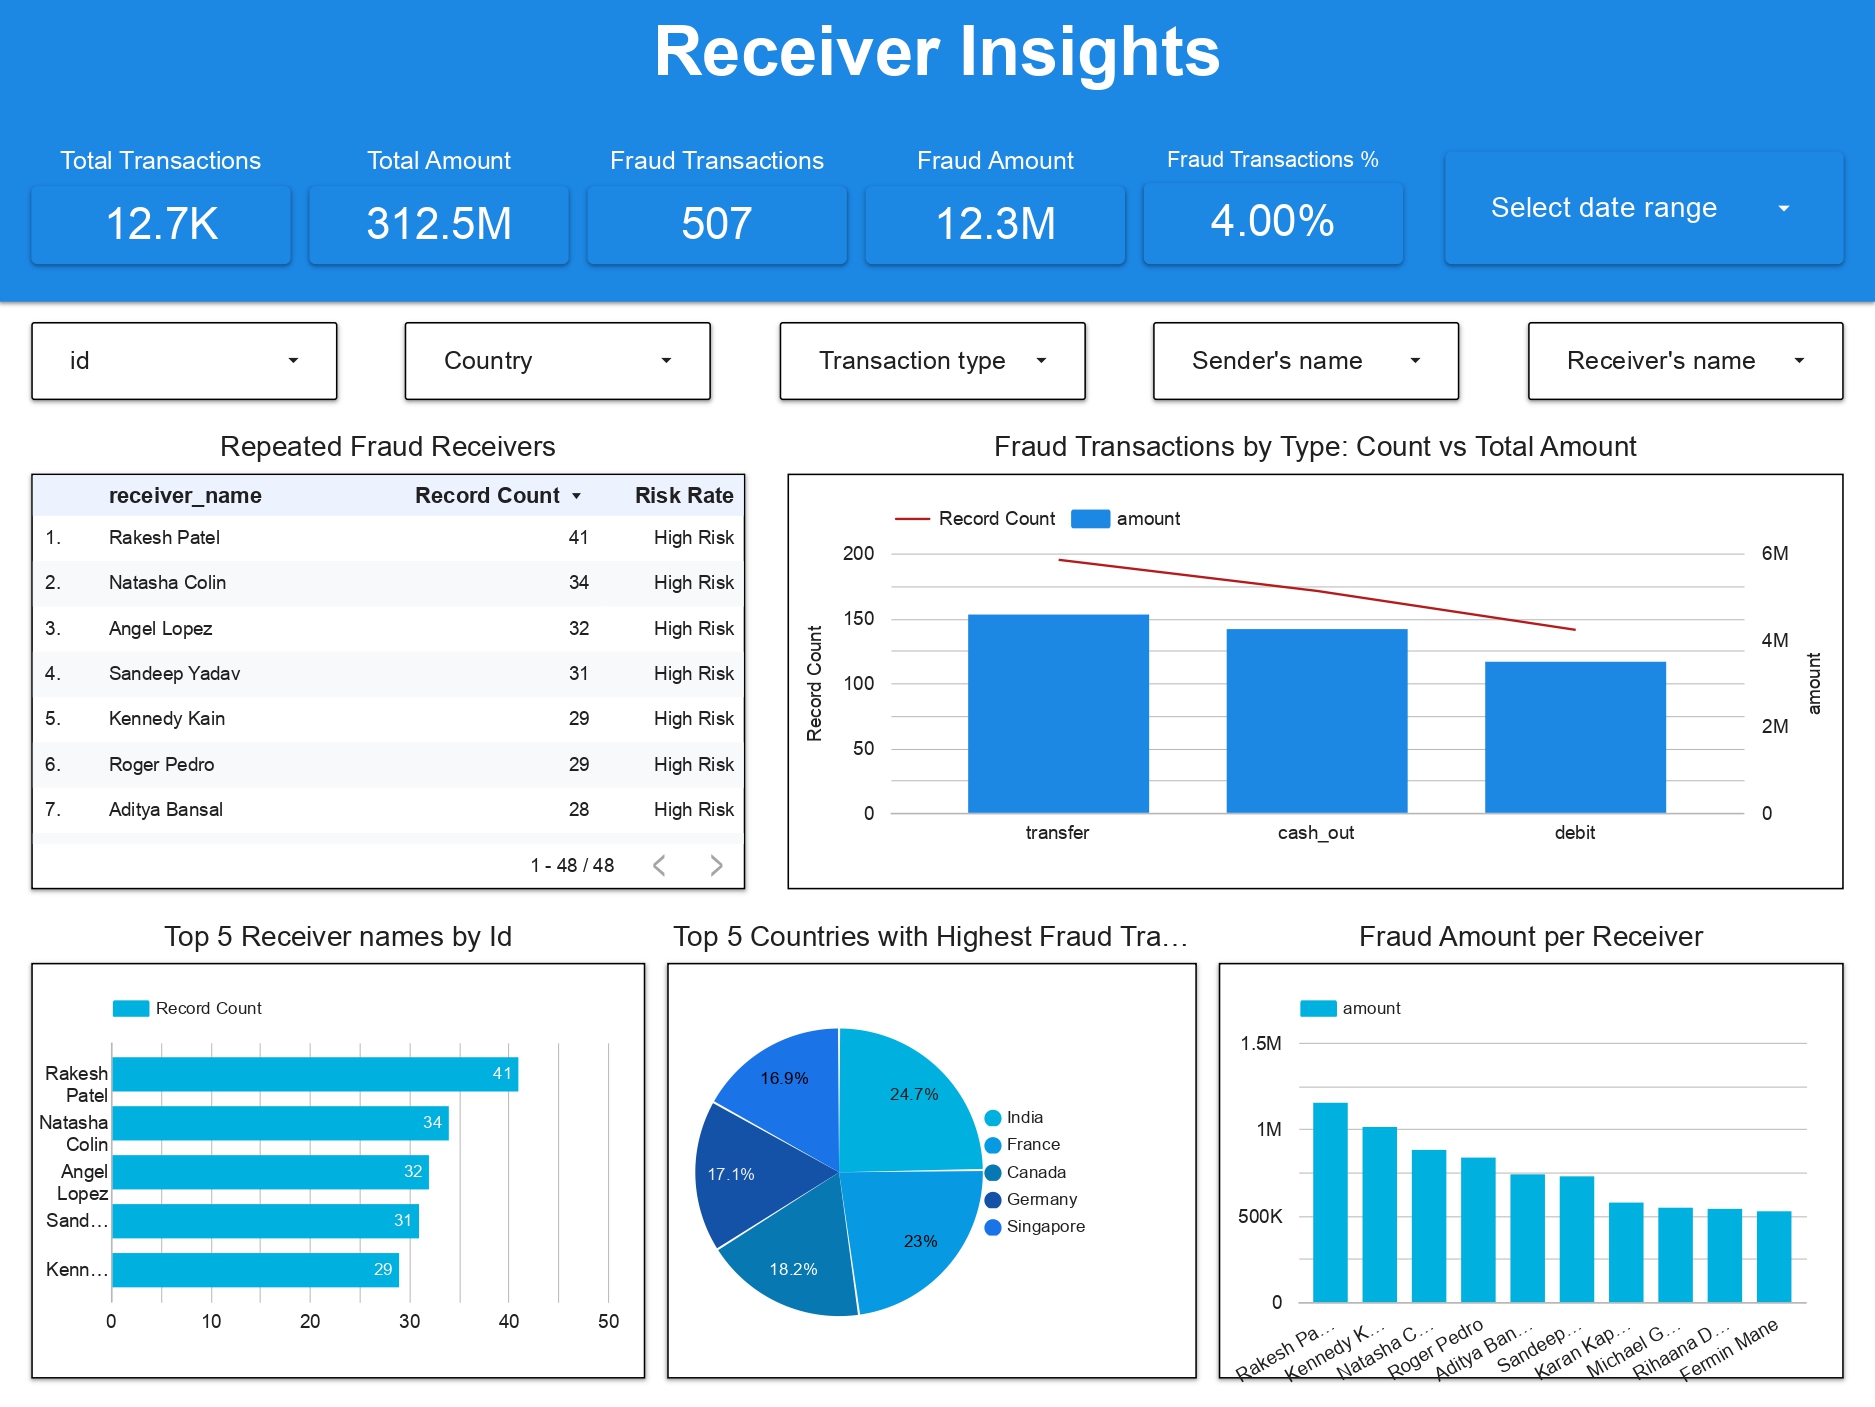 Receiver Insights
Total Transactions
12.7K
Total Amount
312.5M
Fraud Transactions
507
Fraud Amount
12.3M
Fraud Transactions %
4.00%
Select date range
id
Country
Transaction type
Sender's name
Receiver's name
Repeated Fraud Receivers
receiver_name Record Count Risk Rate
1. Rakesh Patel 41 High Risk
2. Natasha Colin 34 High Risk
3. Angel Lopez 32 High Risk
4. Sandeep Yadav 31 High Risk
5. Kennedy Kain 29 High Risk
6. Roger Pedro 29 High Risk
7. Aditya Bansal 28 High Risk
1 - 48 / 48
Fraud Transactions by Type: Count vs Total Amount
Record Count amount
200
150
100
50
0
Record Count
6M
4M
2M
0
amount
transfer cash_out debit
Top 5 Receiver names by Id
Record Count
Rakesh
Patel
41
Natasha
Colin
34
Angel
Lopez
32
Sand…
31
Kenn…
29
0 10 20 30 40 50
Top 5 Countries with Highest Fraud Tra…
24.7%
23%
18.2%
17.1%
16.9%
India
France
Canada
Germany
Singapore
Fraud Amount per Receiver
amount
1.5M
1M
500K
0
Rakesh Pa…
Kennedy K…
Natasha C…
Roger Pedro
Aditya Ban…
Sandeep…
Karan Kap…
Michael G…
Rihaana D…
Fermin Mane